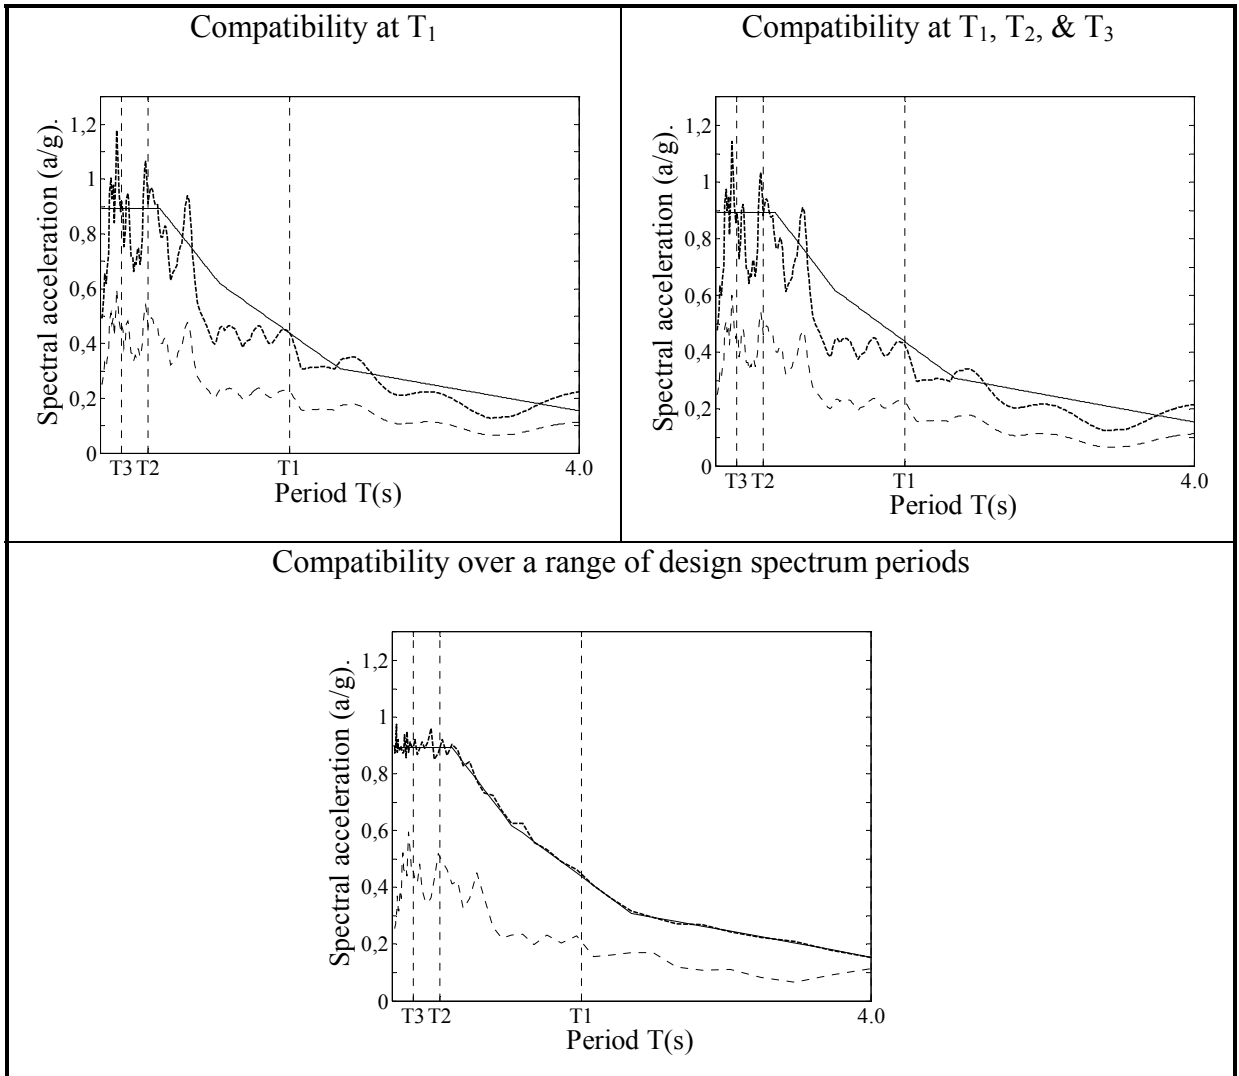 Compatibility at T1
Spectral acceleration (a/g).
1,2
1
0,8
0,6
0,4
0,2
0
T3 T2 T1 4.0
Period T(s)
Compatibility at T1, T2, & T3
Spectral acceleration (a/g).
1,2
1
0,8
0,6
0,4
0,2
0
T3 T2 T1 4.0
Period T(s)
Compatibility over a range of design spectrum periods
Spectral acceleration (a/g).
1,2
1
0,8
0,6
0,4
0,2
0
T3 T2 T1 4.0
Period T(s)